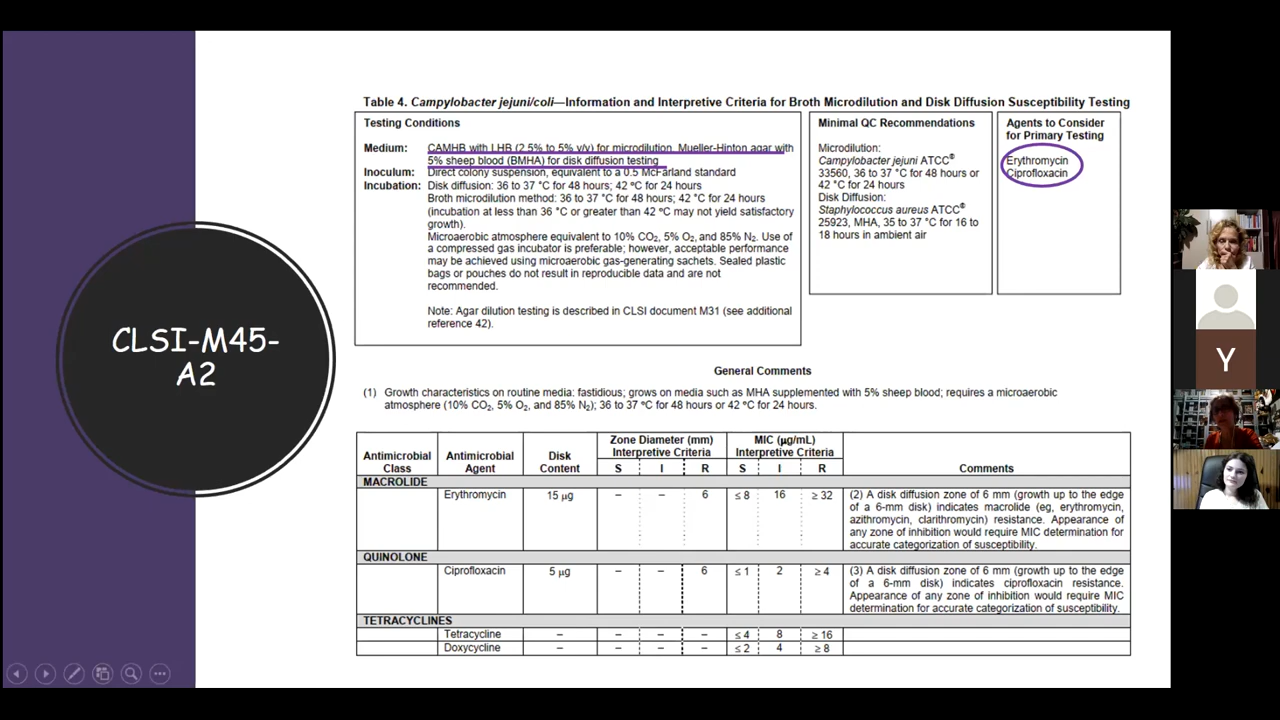 CLSI-M45-
A2
Table 4. Campylobacter jejuni/coli—Information and Interpretive Criteria for Broth Microdilution and Disk Diffusion Susceptibility Testing
Testing Conditions
Medium: CAMHB with LHB (2.5% to 5% v/v) for microdilution, Mueller-Hinton agar with
5% sheep blood (BMHA) for disk diffusion testing
Inoculum: Direct colony suspension, equivalent to a 0.5 McFarland standard
Incubation: Disk diffusion: 36 to 37 °C for 48 hours; 42 °C for 24 hours
Broth microdilution method: 36 to 37 °C for 48 hours; 42 °C for 24 hours
(incubation at less than 36 °C or greater than 42 °C may not yield satisfactory
growth).
Microaerobic atmosphere equivalent to 10% CO₂, 5% O₂, and 85% N₂. Use of
a compressed gas incubator is preferable; however, acceptable performance
may be achieved using microaerobic gas-generating sachets. Sealed plastic
bags or pouches do not result in reproducible data and are not
recommended.
Note: Agar dilution testing is described in CLSI document M31 (see additional
reference 42).
Minimal QC Recommendations
Microdilution:
Campylobacter jejuni ATCC®
33560, 36 to 37 °C for 48 hours or
42 °C for 24 hours
Disk Diffusion:
Staphylococcus aureus ATCC®
25923, MHA, 35 to 37 °C for 16 to
18 hours in ambient air
Agents to Consider
for Primary Testing
Erythromycin
Ciprofloxacin
General Comments
(1) Growth characteristics on routine media: fastidious; grows on media such as MHA supplemented with 5% sheep blood; requires a microaerobic
atmosphere (10% CO₂, 5% O₂, and 85% N₂); 36 to 37 °C for 48 hours or 42 °C for 24 hours.
Antimicrobial Class
Antimicrobial Agent
Disk Content
Zone Diameter (mm) Interpretive Criteria
S I R
MIC (µg/mL) Interpretive Criteria
S I R
Comments
MACROLIDE
Erythromycin 15 µg – – 6 ≤ 8 16 ≥ 32 (2) A disk diffusion zone of 6 mm (growth up to the edge
of a 6-mm disk) indicates macrolide (eg, erythromycin,
azithromycin, clarithromycin) resistance. Appearance of
any zone of inhibition would require MIC determination for
accurate categorization of susceptibility.
QUINOLONE
Ciprofloxacin 5 µg – – 6 ≤ 1 2 ≥ 4 (3) A disk diffusion zone of 6 mm (growth up to the edge
of a 6-mm disk) indicates ciprofloxacin resistance.
Appearance of any zone of inhibition would require MIC
determination for accurate categorization of susceptibility.
TETRACYCLINES
Tetracycline – – – – ≤ 4 8 ≥ 16
Doxycycline – – – – ≤ 2 4 ≥ 8
Y